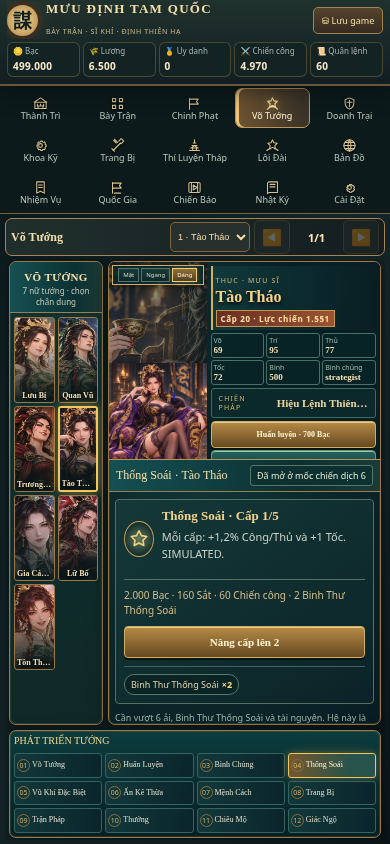 謀
MƯU ĐỊNH TAM QUỐC
BÀY TRẬN · SĨ KHÍ · ĐỊNH THIÊN HẠ
Lưu game
Bạc
499.000
Lương
6.500
Uy danh
0
Chiến công
4.970
Quân lệnh
60
Thành Trì
Bày Trận
Chinh Phạt
Võ Tướng
Doanh Trại
Khoa Kỹ
Trang Bị
Thí Luyện Tháp
Lôi Đài
Bản Đồ
Nhiệm Vụ
Quốc Gia
Chiến Báo
Nhật Ký
Cài Đặt
Võ Tướng
1 · Tào Tháo
1/1
VÕ TƯỚNG
7 nữ tướng · chọn
chân dung
Lưu Bị
Quan Vũ
Trương…
Tào T…
Gia Cá…
Lữ Bố
Tôn Th…
Mặt
Ngang
Dáng
THỤC · MƯU SĨ
Tào Tháo
Cấp 20 · Lực chiến 1.551
Võ
69
Trí
95
Thủ
77
Tốc
72
Binh
500
Binh chủng
strategist
CHIẾN
PHÁP
Hiệu Lệnh Thiên…
Huấn luyện · 700 Bạc
Thống Soái · Tào Tháo
Đã mở ở mốc chiến dịch 6
Thống Soái · Cấp 1/5
Mỗi cấp: +1,2% Công/Thủ và +1 Tốc.
SIMULATED.
2.000 Bạc · 160 Sắt · 60 Chiến công · 2 Binh Thư
Thống Soái
Nâng cấp lên 2
Binh Thư Thống Soái ×2
Cần vượt 6 ải, Binh Thư Thống Soái và tài nguyên. Hệ này là
PHÁT TRIỂN TƯỚNG
01 Võ Tướng
02 Huấn Luyện
03 Binh Chủng
04 Thống Soái
05 Vũ Khí Đặc Biệt
06 Ấn Kế Thừa
07 Mệnh Cách
08 Trang Bị
09 Trận Pháp
10 Thưởng
11 Chiêu Mộ
12 Giác Ngộ